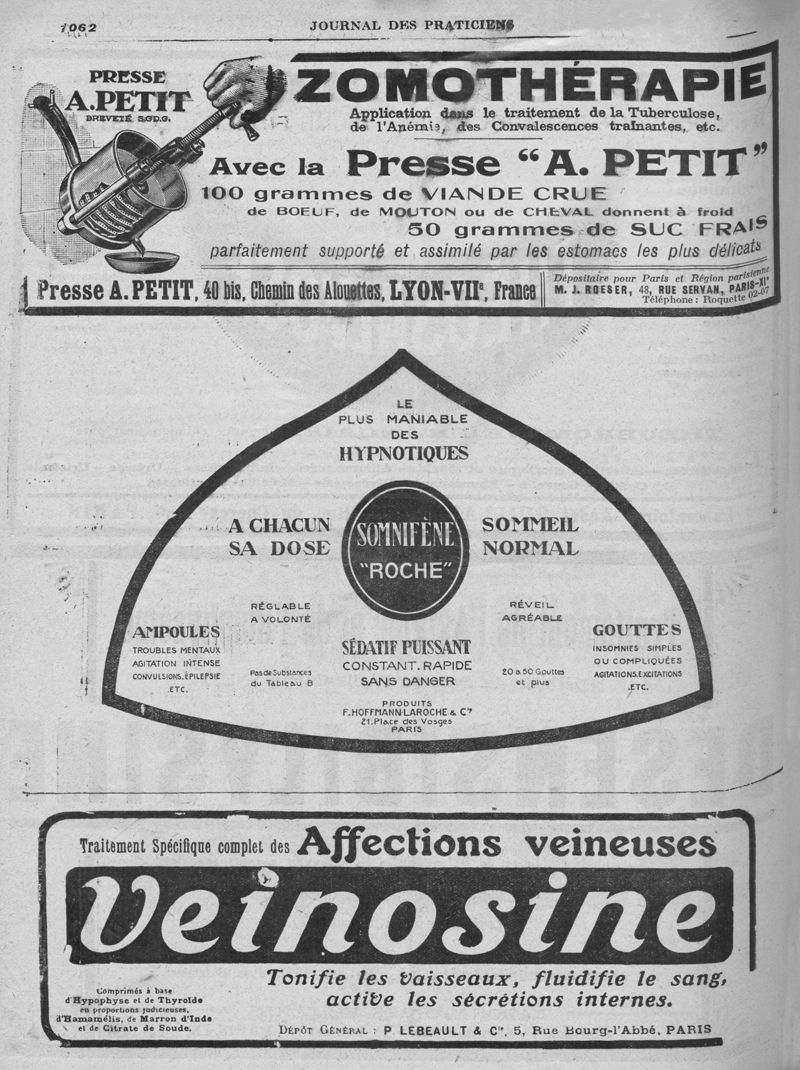 1062
JOURNAL DES PRATICIENS
PRESSE
A. PETIT
BREVETÉ S.G.D.G.
ZOMOTHÉRAPIE
Application dans le traitement de la Tuberculose,
de l'Anémie, des Convalescences traînantes, etc.
Avec la Presse "A. PETIT"
100 grammes de VIANDE CRUE
de BOEUF, de MOUTON ou de CHEVAL donnent à froid
50 grammes de SUC FRAIS
parfaitement supporté et assimilé par les estomacs les plus délicats
Presse A. PETIT, 40 bis, Chemin des Alouettes, LYON-VIIe, France
Dépositaire pour Paris et Région parisienne
M. J. ROESER, 48, RUE SERVAN, PARIS-XIe
Téléphone : Roquette 02-07
LE
PLUS MANIABLE
DES
HYPNOTIQUES
A CHACUN
SA DOSE
SOMNIFÈNE
"ROCHE"
SOMMEIL
NORMAL
RÉGLABLE
A VOLONTÉ
RÉVEIL
AGRÉABLE
AMPOULES
TROUBLES MENTAUX
AGITATION INTENSE
CONVULSIONS, ÉPILEPSIE
.ETC.
Pas de Substances
du Tableau B
SÉDATIF PUISSANT
CONSTANT. RAPIDE
SANS DANGER
20 à 50 Gouttes
et plus
GOUTTES
INSOMNIES SIMPLES
OU COMPLIQUÉES
AGITATIONS.EXCITATIONS
.ETC.
PRODUITS
F. HOFFMANN-LA ROCHE & Cie
21. Place des Vosges
PARIS
Traitement Spécifique complet des Affections veineuses
Veinosine
Comprimés à base
d'Hypophyse et de Thyroïde
en proportions judicieuses,
d'Hamamélis, de Marron d'Inde
et de Citrate de Soude.
Tonifie les Vaisseaux, fluidifie le sang,
active les sécrétions internes.
DÉPÔT GÉNÉRAL : P. LEBEAULT & Cie, 5, Rue Bourg-l'Abbé, PARIS